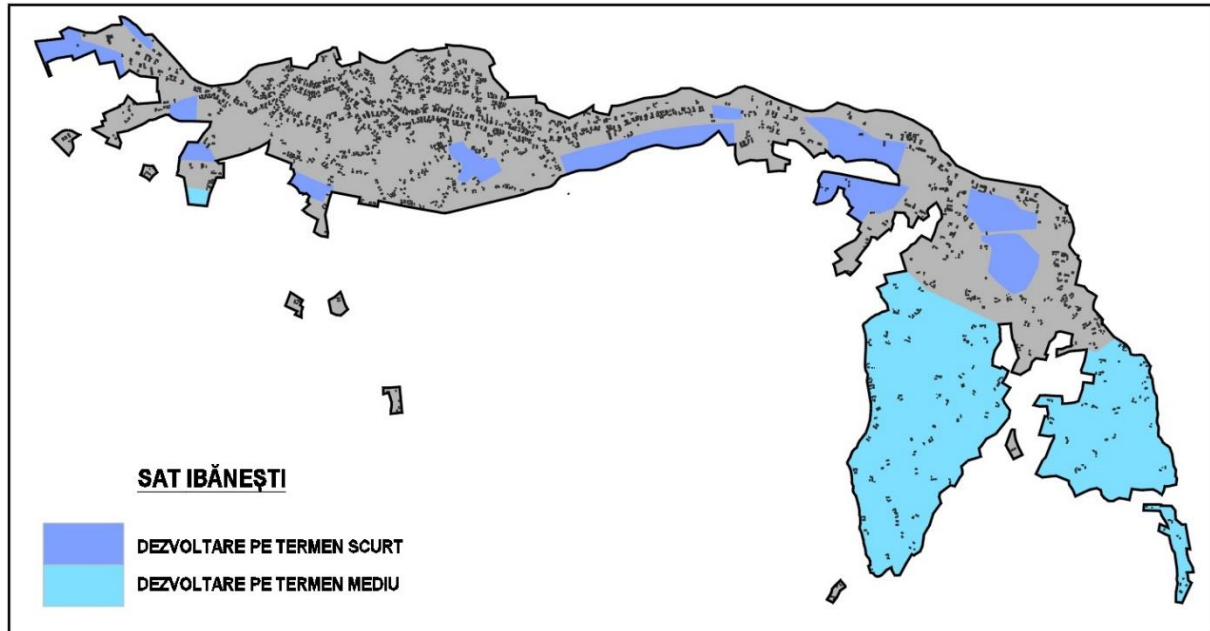 SAT IBĂNEȘTI
DEZVOLTARE PE TERMEN SCURT
DEZVOLTARE PE TERMEN MEDIU